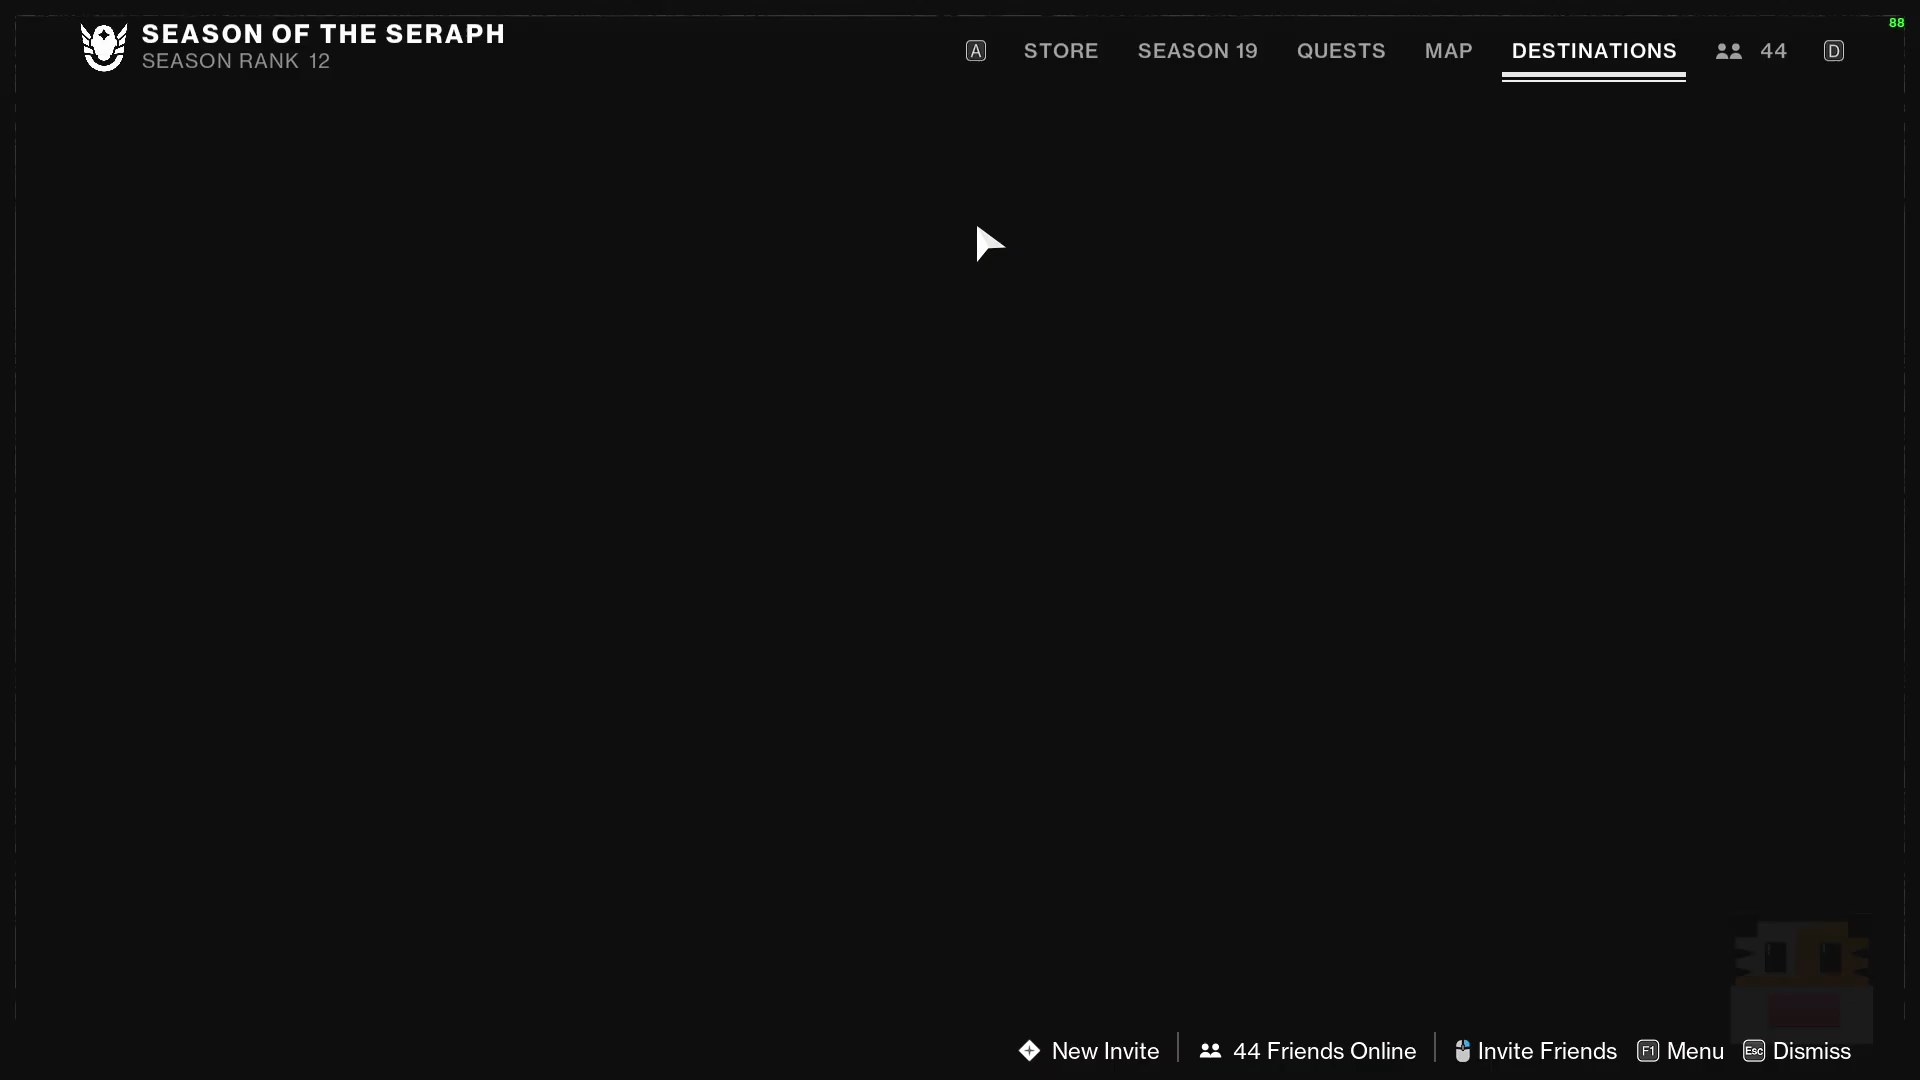 88
SEASON OF THE SERAPH
SEASON RANK 12
A STORE SEASON 19 QUESTS MAP DESTINATIONS 44 D
New Invite 44 Friends Online Invite Friends F1 Menu Esc Dismiss